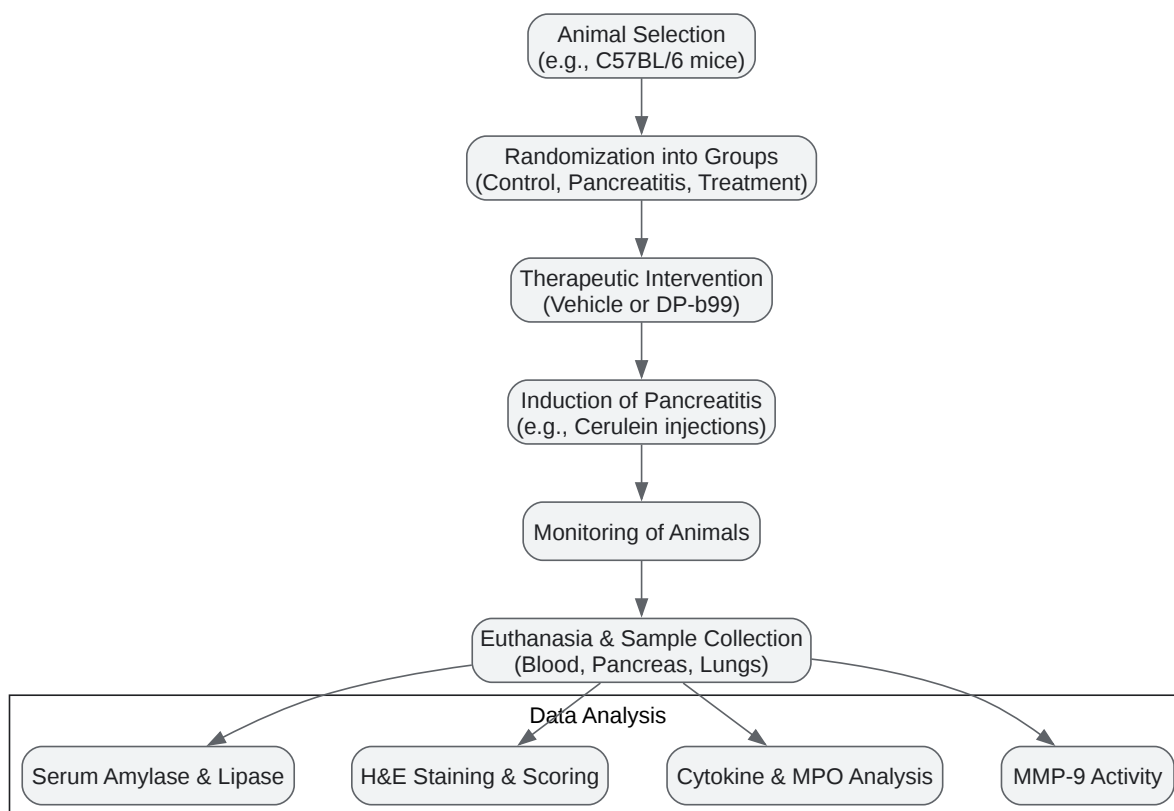 Animal Selection
(e.g., C57BL/6 mice)
Randomization into Groups
(Control, Pancreatitis, Treatment)
Therapeutic Intervention
(Vehicle or DP-b99)
Induction of Pancreatitis
(e.g., Cerulein injections)
Monitoring of Animals
Euthanasia & Sample Collection
(Blood, Pancreas, Lungs)
Data Analysis
Serum Amylase & Lipase
H&E Staining & Scoring
Cytokine & MPO Analysis
MMP-9 Activity